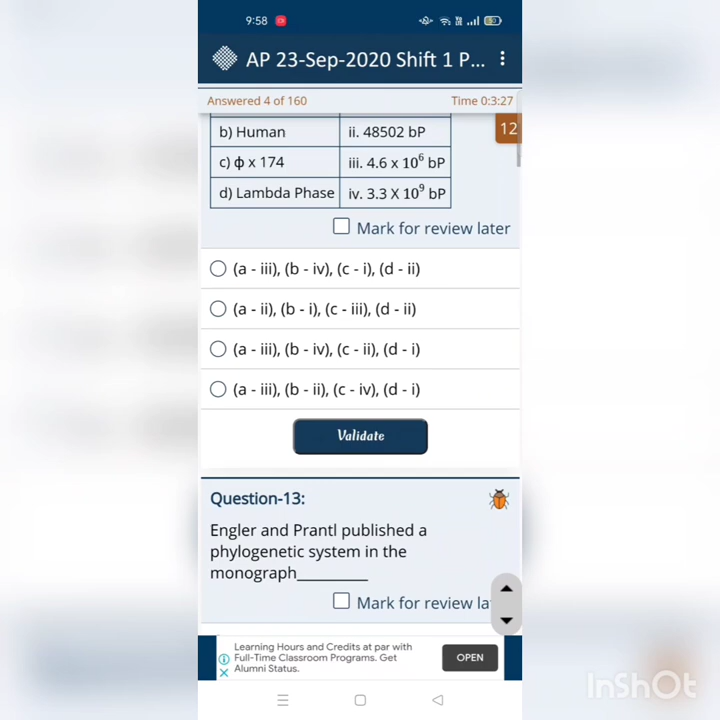 9:58
AP 23-Sep-2020 Shift 1 P...
Answered 4 of 160
Time 0:3:27
12
b) Human
ii. 48502 bP
c) ϕ x 174
iii. 4.6 x 10⁶ bP
d) Lambda Phase
iv. 3.3 X 10⁹ bP
Mark for review later
(a - iii), (b - iv), (c - i), (d - ii)
(a - ii), (b - i), (c - iii), (d - ii)
(a - iii), (b - iv), (c - ii), (d - i)
(a - iii), (b - ii), (c - iv), (d - i)
Validate
Question-13:
Engler and Prantl published a
phylogenetic system in the
monograph__________
Mark for review la
Learning Hours and Credits at par with
Full-Time Classroom Programs. Get
Alumni Status.
OPEN
InShOt